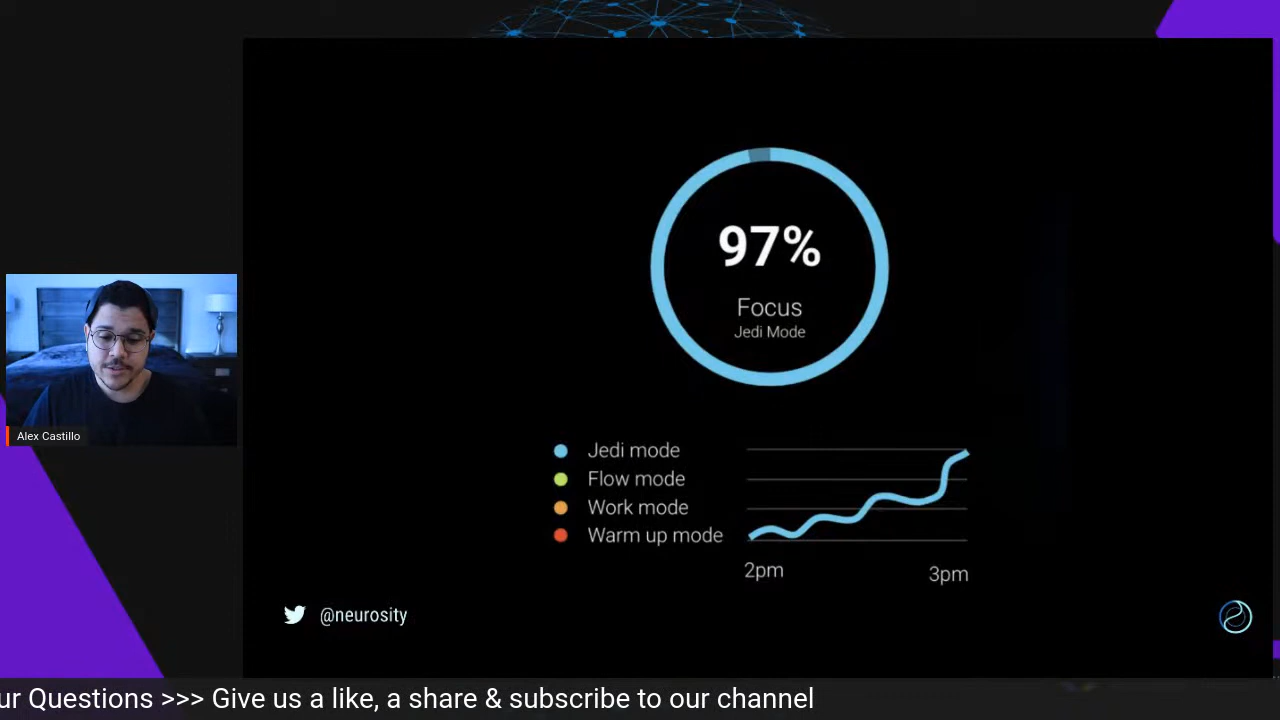 97%
Focus
Jedi Mode
Jedi mode
Flow mode
Work mode
Warm up mode
2pm
3pm
@neurosity
Alex Castillo
ur Questions >>> Give us a like, a share & subscribe to our channel